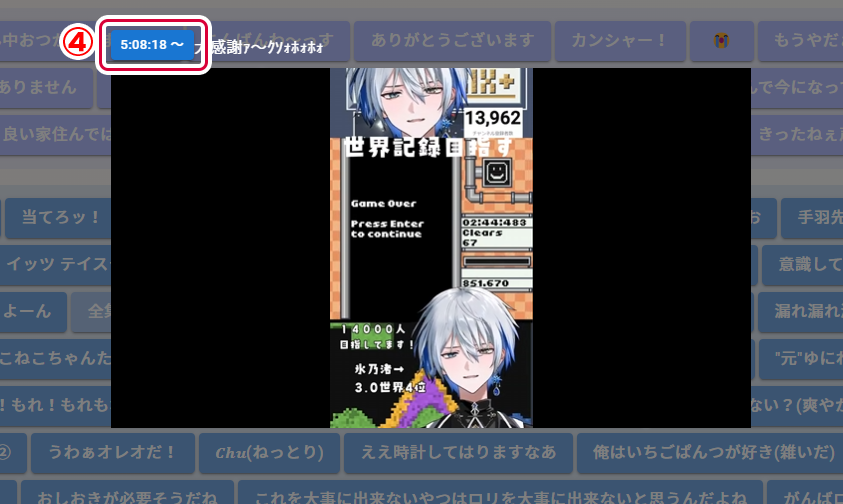 中おつか
ばんわ〜っす
ありがとうございます
カンシャー！
😭
もうやだ
④
5:08:18 〜
感謝ｧ〜ｸｿｫﾎｫﾎｫ
ありません
で今になっ
良い家住んでは
きったねぇ
13,962
チャンネル登録者数
世界記録目指す
Game Over
Press Enter
to continue
02:44:483
Clears
67
851,670
当てろッ！
お
手羽先
イッツ テイス
意識して
よーん
全集
漏れ漏れ
14000人
目指してます！
氷乃渚→
3.0世界4位
こねこちゃんた
"元"ゆに
！もれ！もれも
ない？(爽や
②
うわぁオレオだ！
Chu(ねっとり)
ええ時計してはりますなあ
俺はいちごぱんつが好き(雑いだ)
おしおきが必要そうだね
これを大事に出来ないやつはロリを大事に出来ないと思うんだよね
がんば